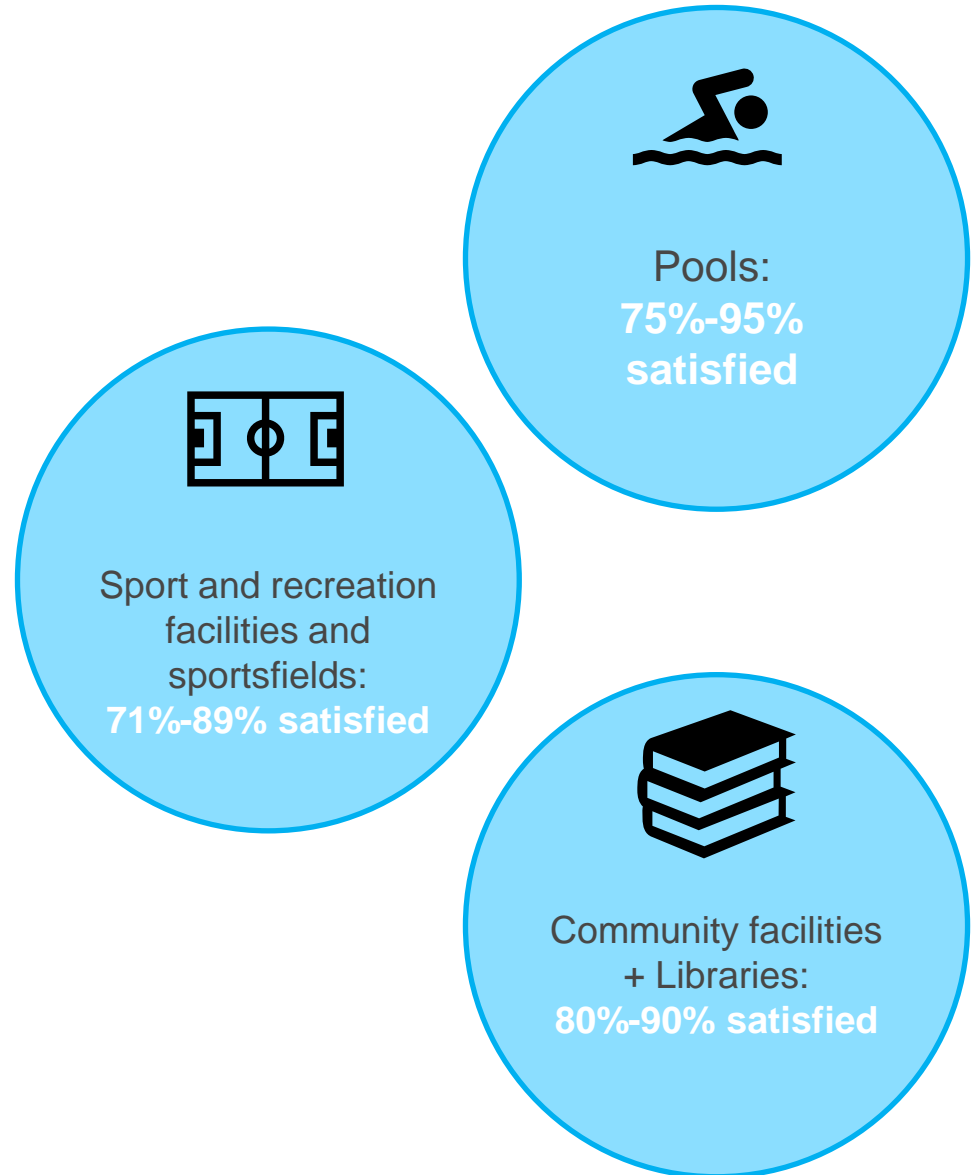 Pools:
75%-95%
satisfied
Sport and recreation
facilities and
sportsfields:
71%-89% satisfied
Community facilities
+ Libraries:
80%-90% satisfied